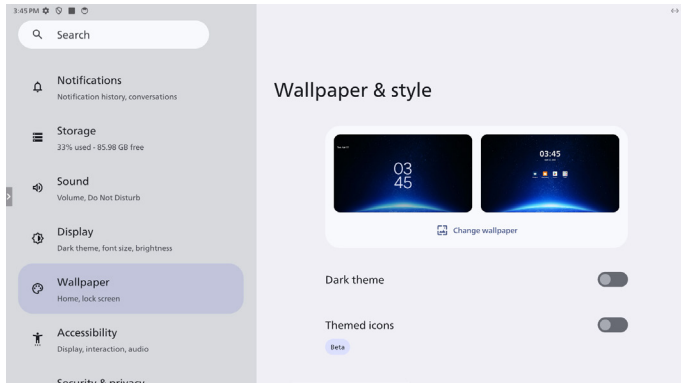 3:45 PM
Search
Notifications
Notification history, conversations
Storage
33% used - 85.98 GB free
Sound
Volume, Do Not Disturb
Display
Dark theme, font size, brightness
Wallpaper
Home, lock screen
Accessibility
Display, interaction, audio
Security & privacy
Wallpaper & style
03
45
03:45
Change wallpaper
Dark theme
Themed icons
Beta